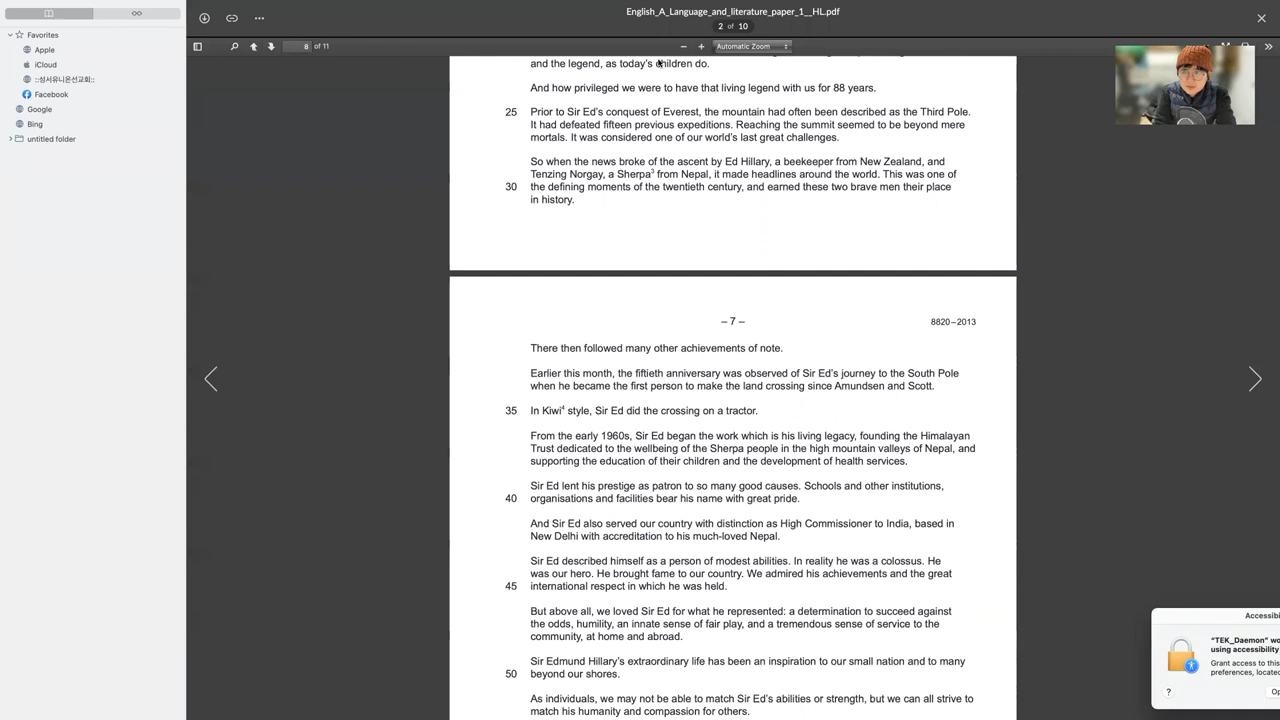 English_A_Language_and_literature_paper_1__HL.pdf
2 of 10
8 of 11
Automatic Zoom
Favorites
Apple
iCloud
::성서유니온선교회::
Facebook
Google
Bing
untitled folder
and the legend, as today's children do.
And how privileged we were to have that living legend with us for 88 years.
25 Prior to Sir Ed's conquest of Everest, the mountain had often been described as the Third Pole.
It had defeated fifteen previous expeditions. Reaching the summit seemed to be beyond mere
mortals. It was considered one of our world's last great challenges.
So when the news broke of the ascent by Ed Hillary, a beekeeper from New Zealand, and
Tenzing Norgay, a Sherpa³ from Nepal, it made headlines around the world. This was one of
30 the defining moments of the twentieth century, and earned these two brave men their place
in history.
– 7 –
8820–2013
There then followed many other achievements of note.
Earlier this month, the fiftieth anniversary was observed of Sir Ed's journey to the South Pole
when he became the first person to make the land crossing since Amundsen and Scott.
35 In Kiwi⁴ style, Sir Ed did the crossing on a tractor.
From the early 1960s, Sir Ed began the work which is his living legacy, founding the Himalayan
Trust dedicated to the wellbeing of the Sherpa people in the high mountain valleys of Nepal, and
supporting the education of their children and the development of health services.
Sir Ed lent his prestige as patron to so many good causes. Schools and other institutions,
40 organisations and facilities bear his name with great pride.
And Sir Ed also served our country with distinction as High Commissioner to India, based in
New Delhi with accreditation to his much-loved Nepal.
Sir Ed described himself as a person of modest abilities. In reality he was a colossus. He
was our hero. He brought fame to our country. We admired his achievements and the great
45 international respect in which he was held.
But above all, we loved Sir Ed for what he represented: a determination to succeed against
the odds, humility, an innate sense of fair play, and a tremendous sense of service to the
community, at home and abroad.
Sir Edmund Hillary's extraordinary life has been an inspiration to our small nation and to many
50 beyond our shores.
As individuals, we may not be able to match Sir Ed's abilities or strength, but we can all strive to
match his humanity and compassion for others.
"TEK_Daemon"
using accessibility
Grant access to this
?